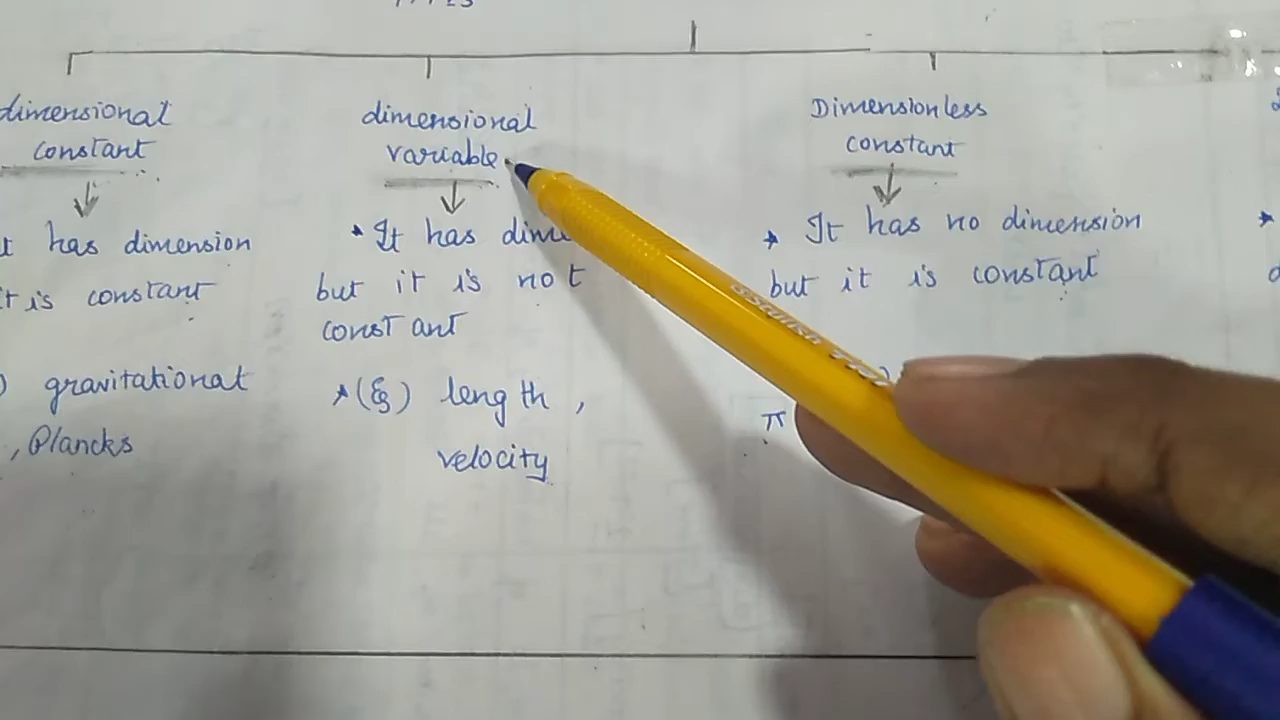 dimensional
constant
has dimension
it is constant
gravitational
, Plancks
dimensional
variable
It has
but it is not
constant
(Eg) length,
velocity
Dimensionless
constant
It has no dimension
but it is constant
π